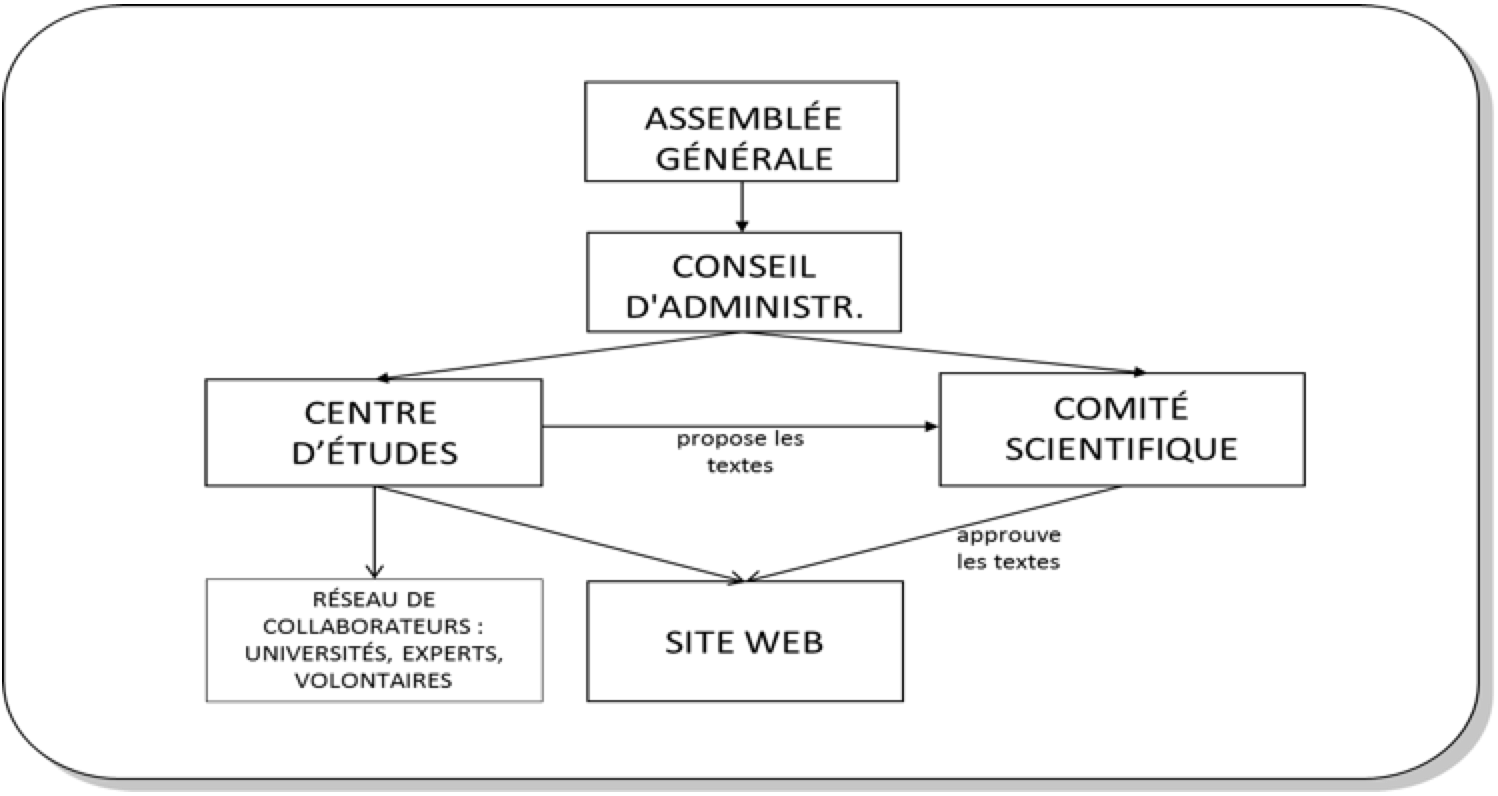 ASSEMBLÉE
GÉNÉRALE
CONSEIL
D'ADMINISTR.
CENTRE
D’ÉTUDES
propose les
textes
COMITÉ
SCIENTIFIQUE
approuve
les textes
RÉSEAU DE
COLLABORATEURS :
UNIVERSITÉS, EXPERTS,
VOLONTAIRES
SITE WEB